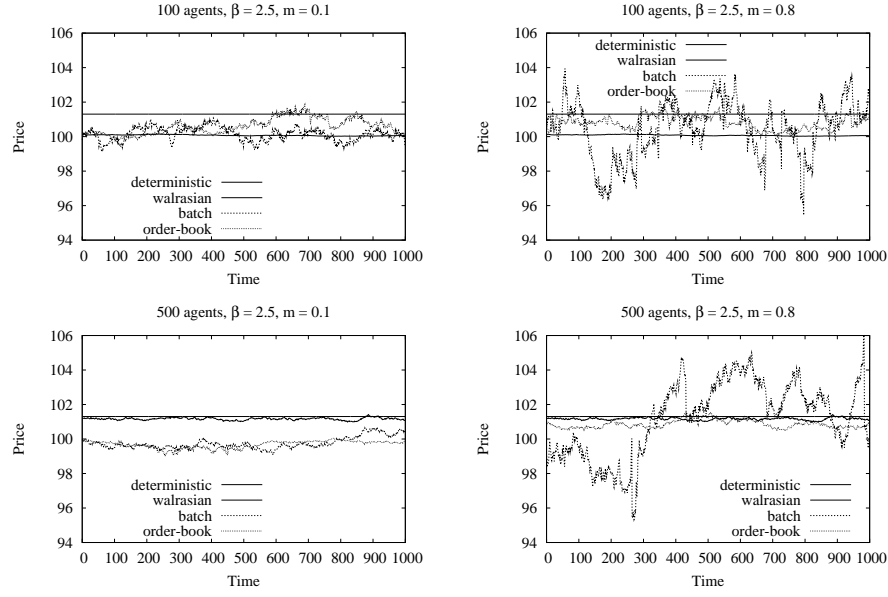 100 agents, β = 2.5, m = 0.1
106
104
102
100
98
96
94
Price
deterministic
walrasian
batch
order-book
0 100 200 300 400 500 600 700 800 900 1000
Time
100 agents, β = 2.5, m = 0.8
106
104
102
100
98
96
94
Price
deterministic
walrasian
batch
order-book
0 100 200 300 400 500 600 700 800 900 1000
Time
500 agents, β = 2.5, m = 0.1
106
104
102
100
98
96
94
Price
deterministic
walrasian
batch
order-book
0 100 200 300 400 500 600 700 800 900 1000
Time
500 agents, β = 2.5, m = 0.8
106
104
102
100
98
96
94
Price
deterministic
walrasian
batch
order-book
0 100 200 300 400 500 600 700 800 900 1000
Time